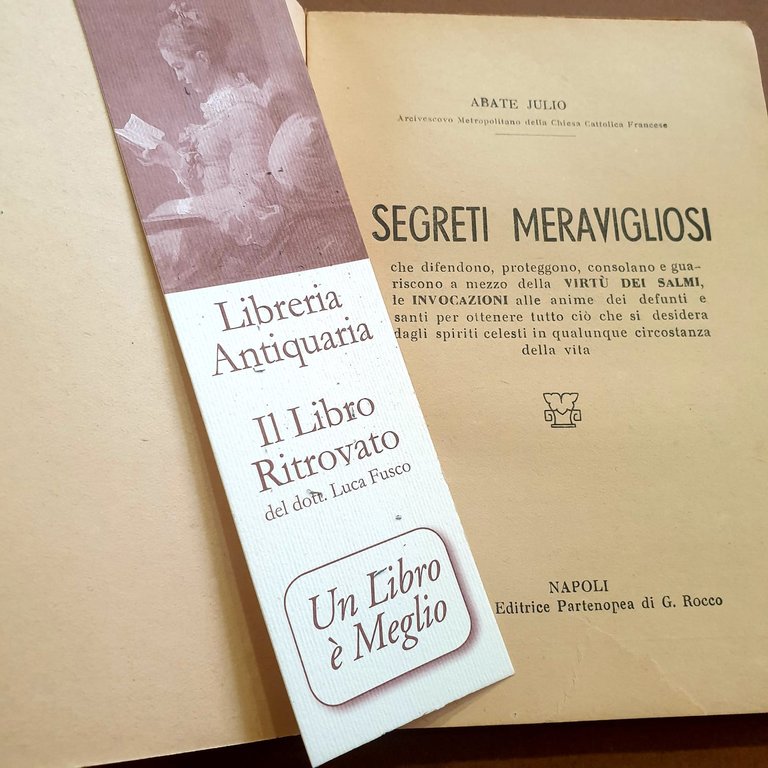 Libreria
Antiquaria
Il Libro
Ritrovato
del dott. Luca Fusco
Un Libro
è Meglio
ABATE JULIO
Arcivescovo Metropolitano della Chiesa Cattolica Francese
SEGRETI MERAVIGLIOSI
che difendono, proteggono, consolano e gua-
riscono a mezzo della VIRTÙ DEI SALMI,
le INVOCAZIONI alle anime dei defunti e
santi per ottenere tutto ciò che si desidera
dagli spiriti celesti in qualunque circostanza
della vita
NAPOLI
Editrice Partenopea di G. Rocco